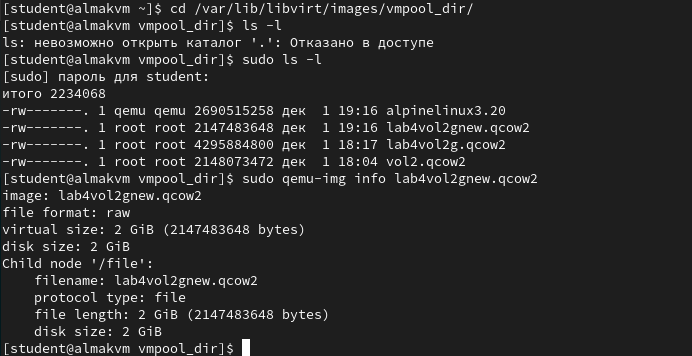 [student@almakvm ~]$ cd /var/lib/libvirt/images/vmpool_dir/
[student@almakvm vmpool_dir]$ ls -l
ls: невозможно открыть каталог '.': Отказано в доступе
[student@almakvm vmpool_dir]$ sudo ls -l
[sudo] пароль для student:
итого 2234068
-rw-------. 1 qemu qemu 2690515258 дек  1 19:16 alpinelinux3.20
-rw-------. 1 root root 2147483648 дек  1 19:16 lab4vol2gnew.qcow2
-rw-------. 1 root root 4295884800 дек  1 18:17 lab4vol2g.qcow2
-rw-------. 1 root root 2148073472 дек  1 18:04 vol2.qcow2
[student@almakvm vmpool_dir]$ sudo qemu-img info lab4vol2gnew.qcow2
image: lab4vol2gnew.qcow2
file format: raw
virtual size: 2 GiB (2147483648 bytes)
disk size: 2 GiB
Child node '/file':
    filename: lab4vol2gnew.qcow2
    protocol type: file
    file length: 2 GiB (2147483648 bytes)
    disk size: 2 GiB
[student@almakvm vmpool_dir]$